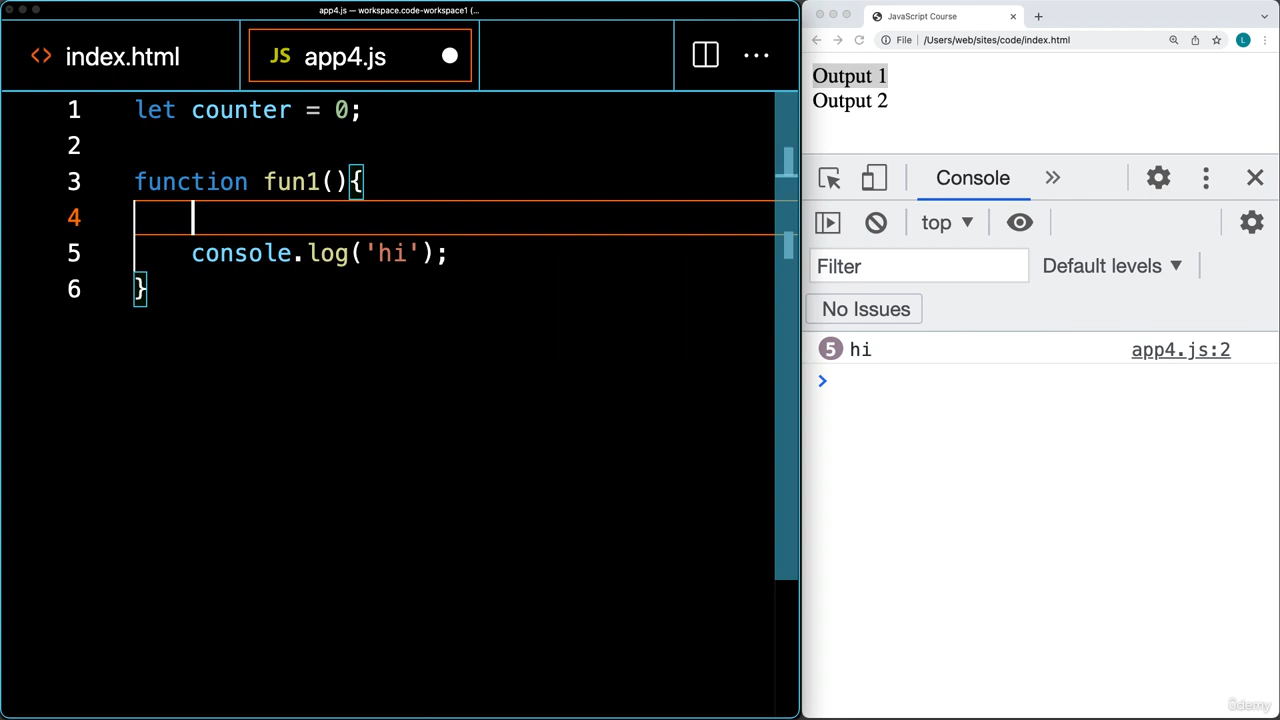 app4.js — workspace.code-workspace1 (...
index.html
JS app4.js
1 let counter = 0;
2
3 function fun1(){
4
5 console.log('hi');
6 }
JavaScript Course
File /Users/web/sites/code/index.html
L
Output 1
Output 2
Console
top
Filter
Default levels
No Issues
5 hi app4.js:2
ûdemy